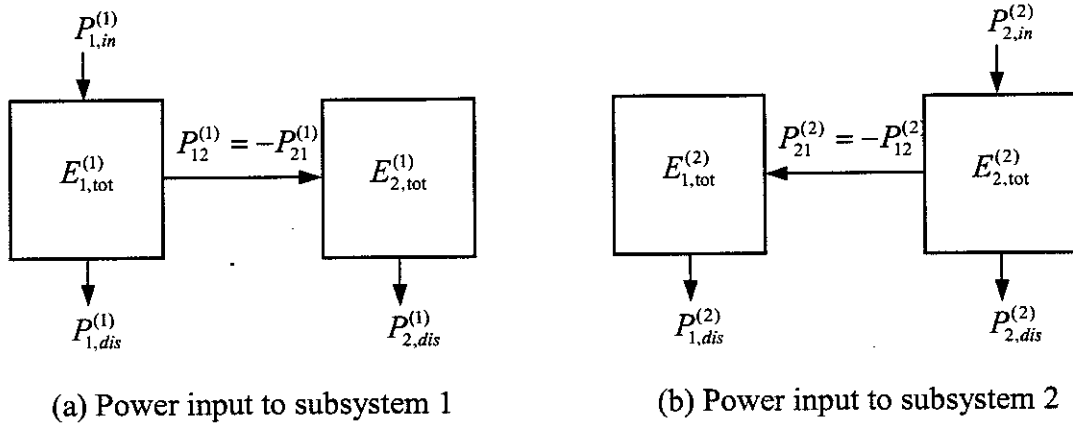 P_{1,in}^{(1)}
P_{12}^{(1)} = -P_{21}^{(1)}
E_{1,tot}^{(1)}
E_{2,tot}^{(1)}
P_{1,dis}^{(1)}
P_{2,dis}^{(1)}
(a) Power input to subsystem 1
P_{2,in}^{(2)}
P_{21}^{(2)} = -P_{12}^{(2)}
E_{1,tot}^{(2)}
E_{2,tot}^{(2)}
P_{1,dis}^{(2)}
P_{2,dis}^{(2)}
(b) Power input to subsystem 2